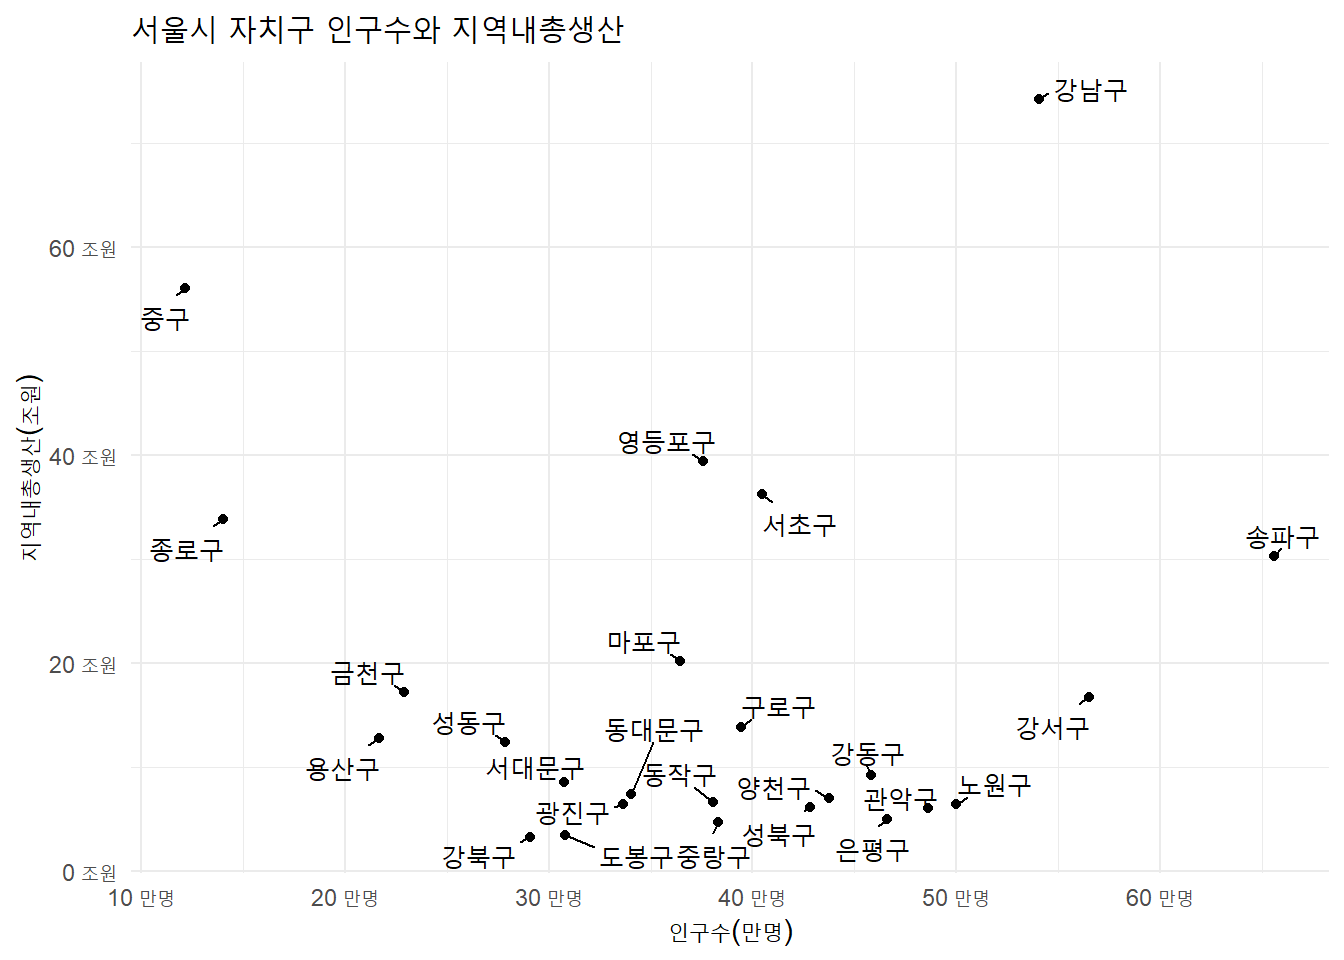 서울시 자치구 인구수와 지역내총생산
강남구
60 조원
중구
지역내총생산(조원)
영등포구
40 조원
서초구
종로구
송파구
마포구
20 조원
금천구
구로구
성동구
동대문구
강서구
용산구
강동구
서대문구
동작구
양천구
노원구
관악구
광진구
성북구
은평구
강북구
도봉구
중랑구
0 조원
10 만명
20 만명
30 만명
40 만명
50 만명
60 만명
인구수(만명)